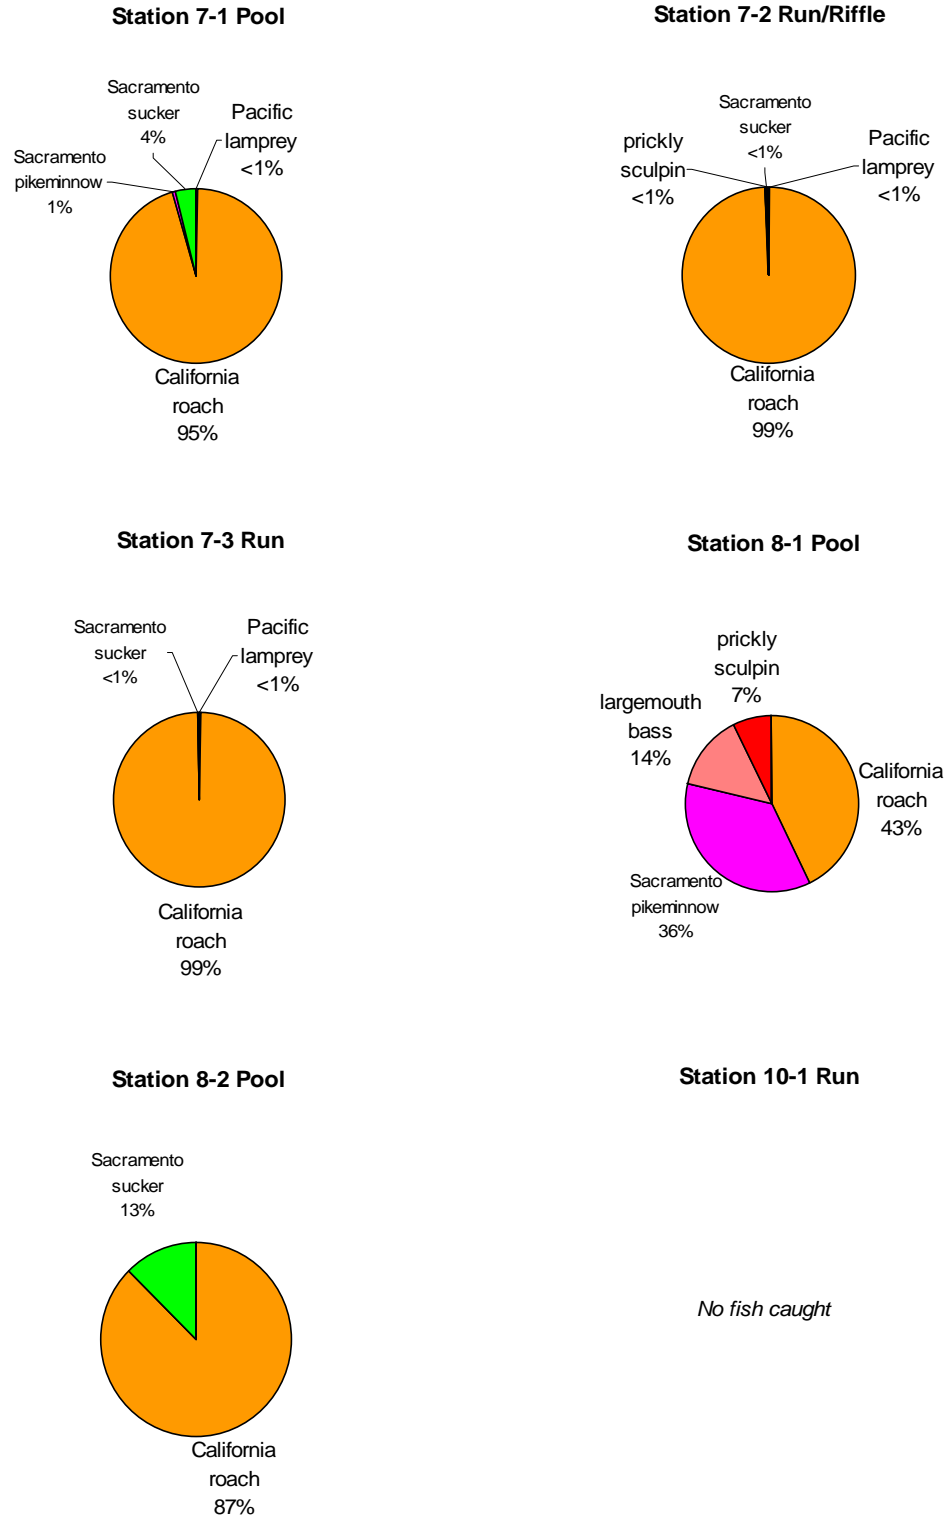 Station 7-1 Pool
Sacramento
sucker
4%
Pacific
lamprey
<1%
Sacramento
pikeminnow
1%
California
roach
95%
Station 7-2 Run/Riffle
prickly
sculpin
<1%
Sacramento
sucker
<1%
Pacific
lamprey
<1%
California
roach
99%
Station 7-3 Run
Sacramento
sucker
<1%
Pacific
lamprey
<1%
California
roach
99%
Station 8-1 Pool
prickly
sculpin
7%
largemouth
bass
14%
California
roach
43%
Sacramento
pikeminnow
36%
Station 8-2 Pool
Sacramento
sucker
13%
California
roach
87%
Station 10-1 Run
No fish caught